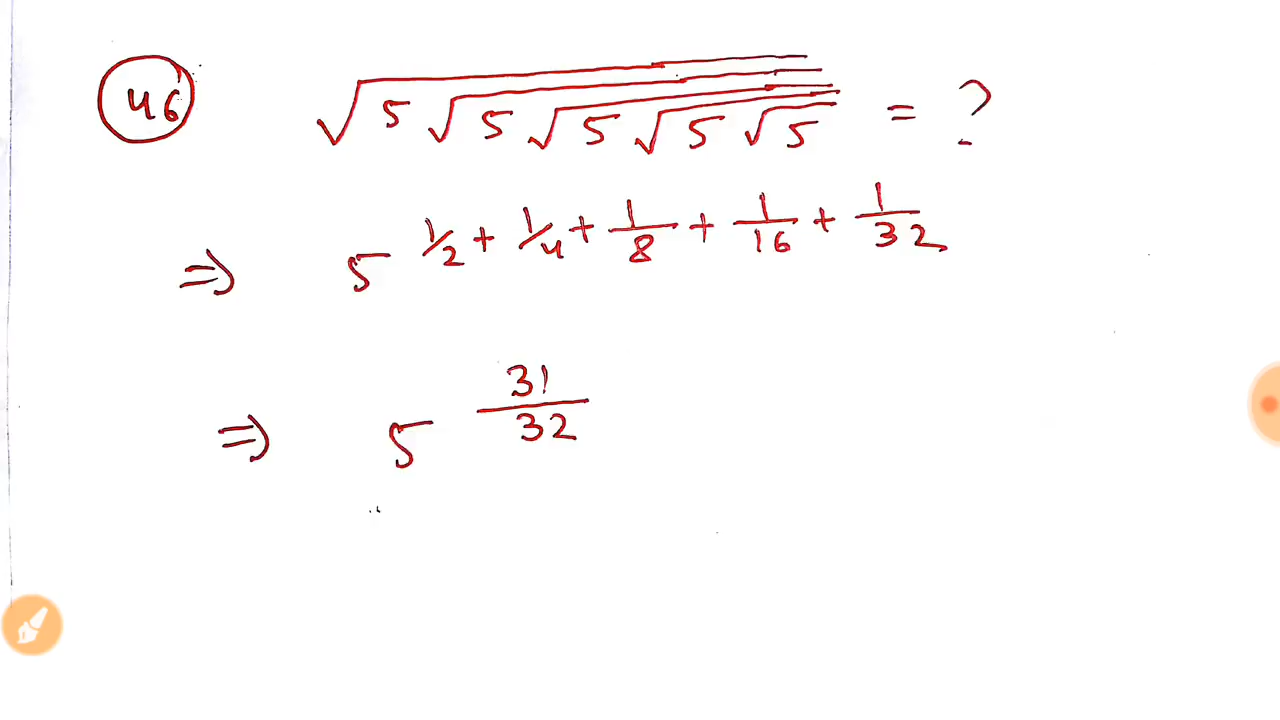 46 √5√5√5√5√5 = ?
⇒ 5^(1/2 + 1/4 + 1/8 + 1/16 + 1/32)
⇒ 5^(31/32)